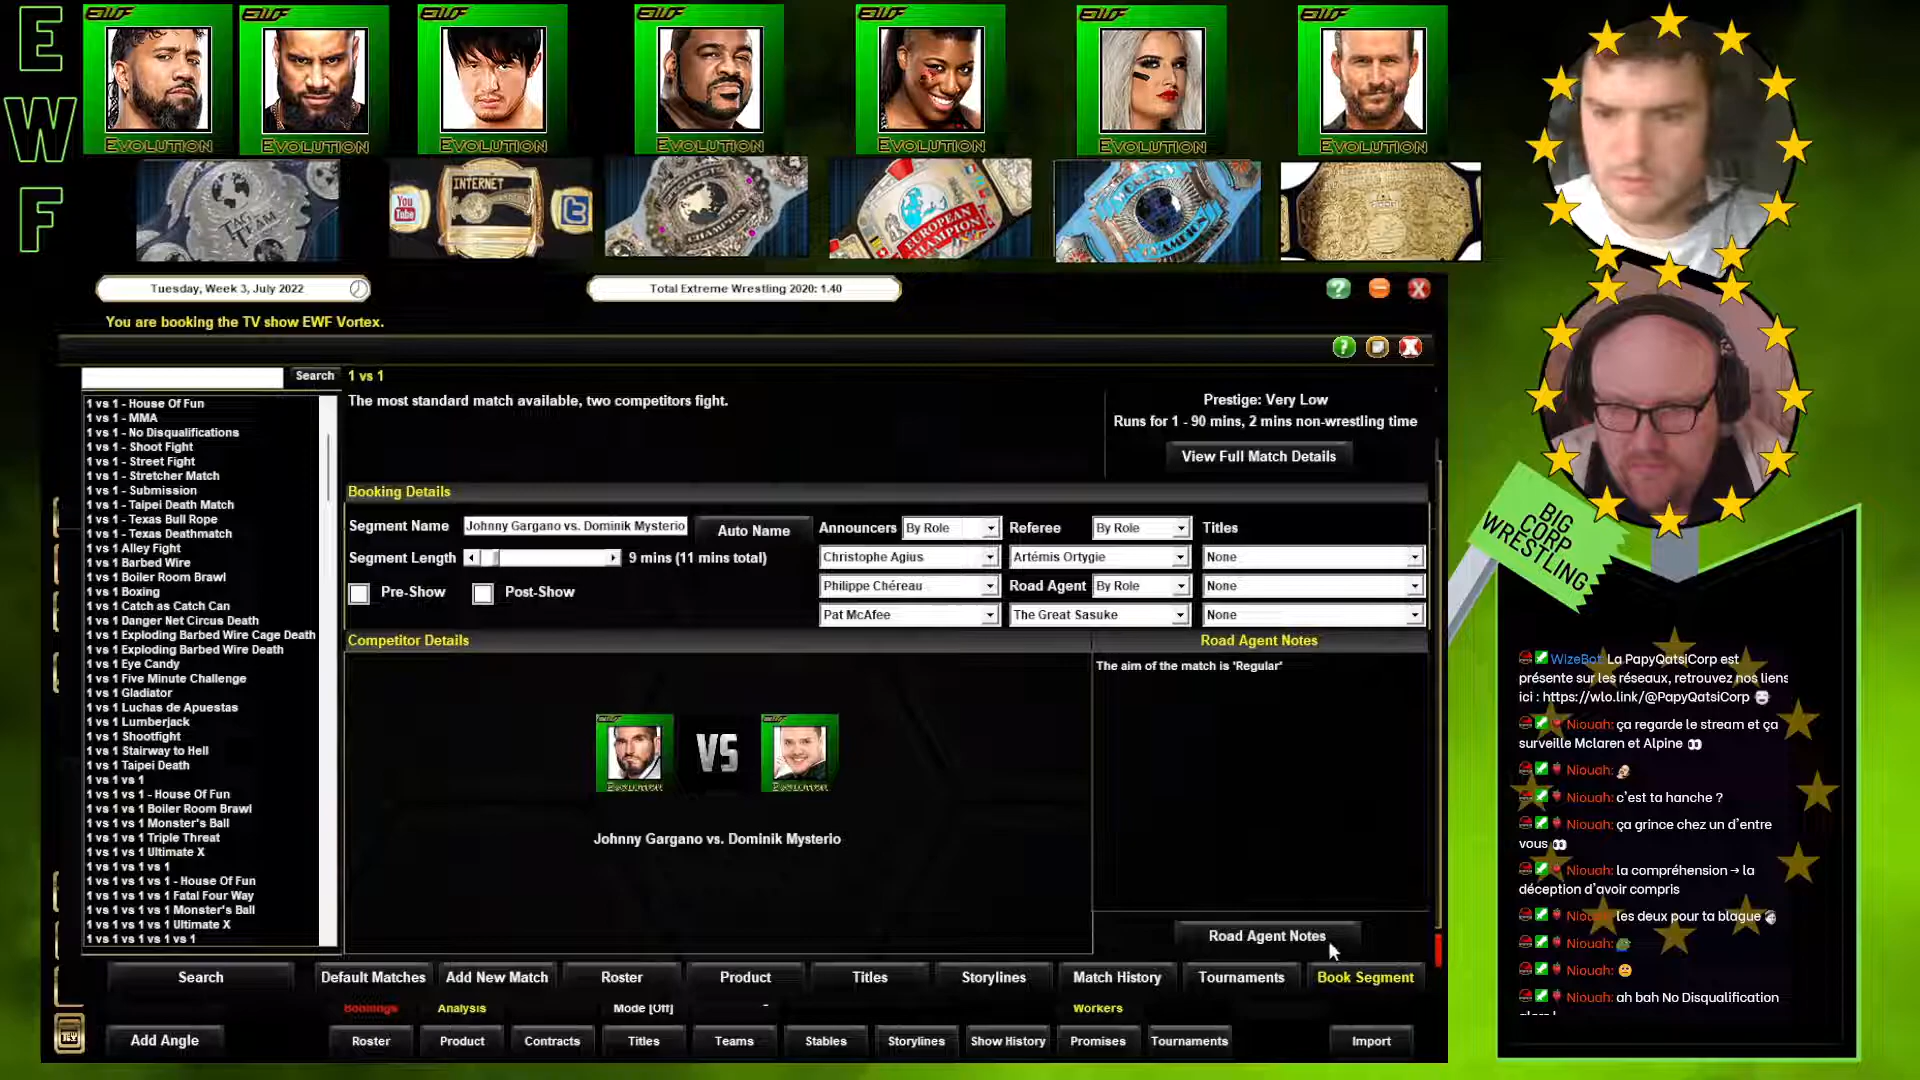 E
W
F
EWF
EWF
EWF
EWF
EWF
EWF
EWF
EVOLUTION
EVOLUTION
EVOLUTION
EVOLUTION
EVOLUTION
EVOLUTION
EVOLUTION
TAG TEAM
You Tube
INTERNET
CHAMPION
EUROPEAN CHAMPION
Tuesday, Week 3, July 2022
Total Extreme Wrestling 2020: 1.40
You are booking the TV show EWF Vortex.
Search
1 vs 1
1 vs 1 - House Of Fun
1 vs 1 - MMA
1 vs 1 - No Disqualifications
1 vs 1 - Shoot Fight
1 vs 1 - Street Fight
1 vs 1 - Stretcher Match
1 vs 1 - Submission
1 vs 1 - Taipei Death Match
1 vs 1 - Texas Bull Rope
1 vs 1 - Texas Deathmatch
1 vs 1 Alley Fight
1 vs 1 Barbed Wire
1 vs 1 Boiler Room Brawl
1 vs 1 Boxing
1 vs 1 Catch as Catch Can
1 vs 1 Danger Net Circus Death
1 vs 1 Exploding Barbed Wire Cage Death
1 vs 1 Exploding Barbed Wire Death
1 vs 1 Eye Candy
1 vs 1 Five Minute Challenge
1 vs 1 Gladiator
1 vs 1 Luchas de Apuestas
1 vs 1 Lumberjack
1 vs 1 Shootfight
1 vs 1 Stairway to Hell
1 vs 1 Taipei Death
1 vs 1 vs 1
1 vs 1 vs 1 - House Of Fun
1 vs 1 vs 1 Boiler Room Brawl
1 vs 1 vs 1 Monster's Ball
1 vs 1 vs 1 Triple Threat
1 vs 1 vs 1 Ultimate X
1 vs 1 vs 1 vs 1
1 vs 1 vs 1 vs 1 - House Of Fun
1 vs 1 vs 1 vs 1 Fatal Four Way
1 vs 1 vs 1 vs 1 Monster's Ball
1 vs 1 vs 1 vs 1 Ultimate X
1 vs 1 vs 1 vs 1 vs 1
The most standard match available, two competitors fight.
Prestige: Very Low
Runs for 1 - 90 mins, 2 mins non-wrestling time
View Full Match Details
Booking Details
Segment Name Johnny Gargano vs. Dominik Mysterio Auto Name
Announcers By Role Referee By Role Titles
Segment Length 9 mins (11 mins total)
Christophe Agius Artémis Ortygie None
Pre-Show Post-Show
Philippe Chéreau Road Agent By Role None
Pat McAfee The Great Sasuke None
Competitor Details
Road Agent Notes
The aim of the match is 'Regular'
EWF
EWF
VS
EVOLUTION
EVOLUTION
Johnny Gargano vs. Dominik Mysterio
Road Agent Notes
Search Default Matches Add New Match Roster Product Titles Storylines Match History Tournaments Book Segment
Bookings Analysis Mode [Off] Workers
Add Angle Roster Product Contracts Titles Teams Stables Storylines Show History Promises Tournaments Import
BIG
CORP
WRESTLING
WizeBot La PapyQatsiCorp est
présente sur les réseaux, retrouvez nos liens
ici : https://wlo.link/@PapyQatsiCorp
Niouah: ça regarde le stream et ça
surveille Mclaren et Alpine
Niouah:
Niouah: c'est ta hanche ?
Niouah: ça grince chez un d'entre
vous
Niouah: la compréhension → la
déception d'avoir compris
Niouah: les deux pour ta blague
Niouah:
Niouah:
Niouah: ah bah No Disqualification